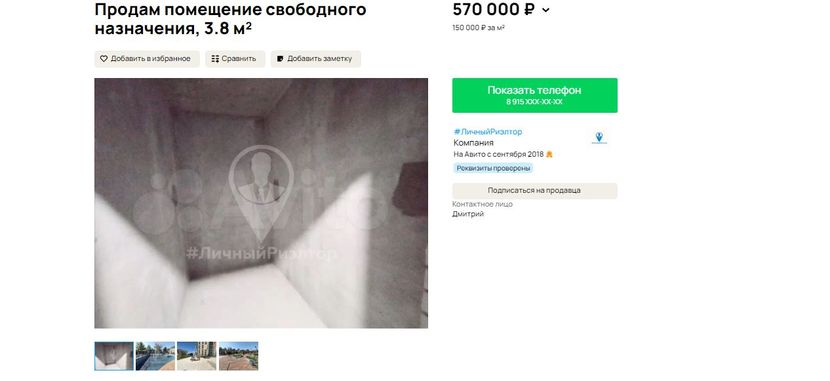 Продам помещение свободного
назначения, 3.8 м²
570 000 ₽
150 000 ₽ за м²
Добавить в избранное
Сравнить
Добавить заметку
Avito
#ЛичныйРиэлтор
Показать телефон
8 915 XXX-XX-XX
#ЛичныйРиэлтор
Компания
На Авито с сентября 2018
Реквизиты проверены
Подписаться на продавца
Контактное лицо
Дмитрий